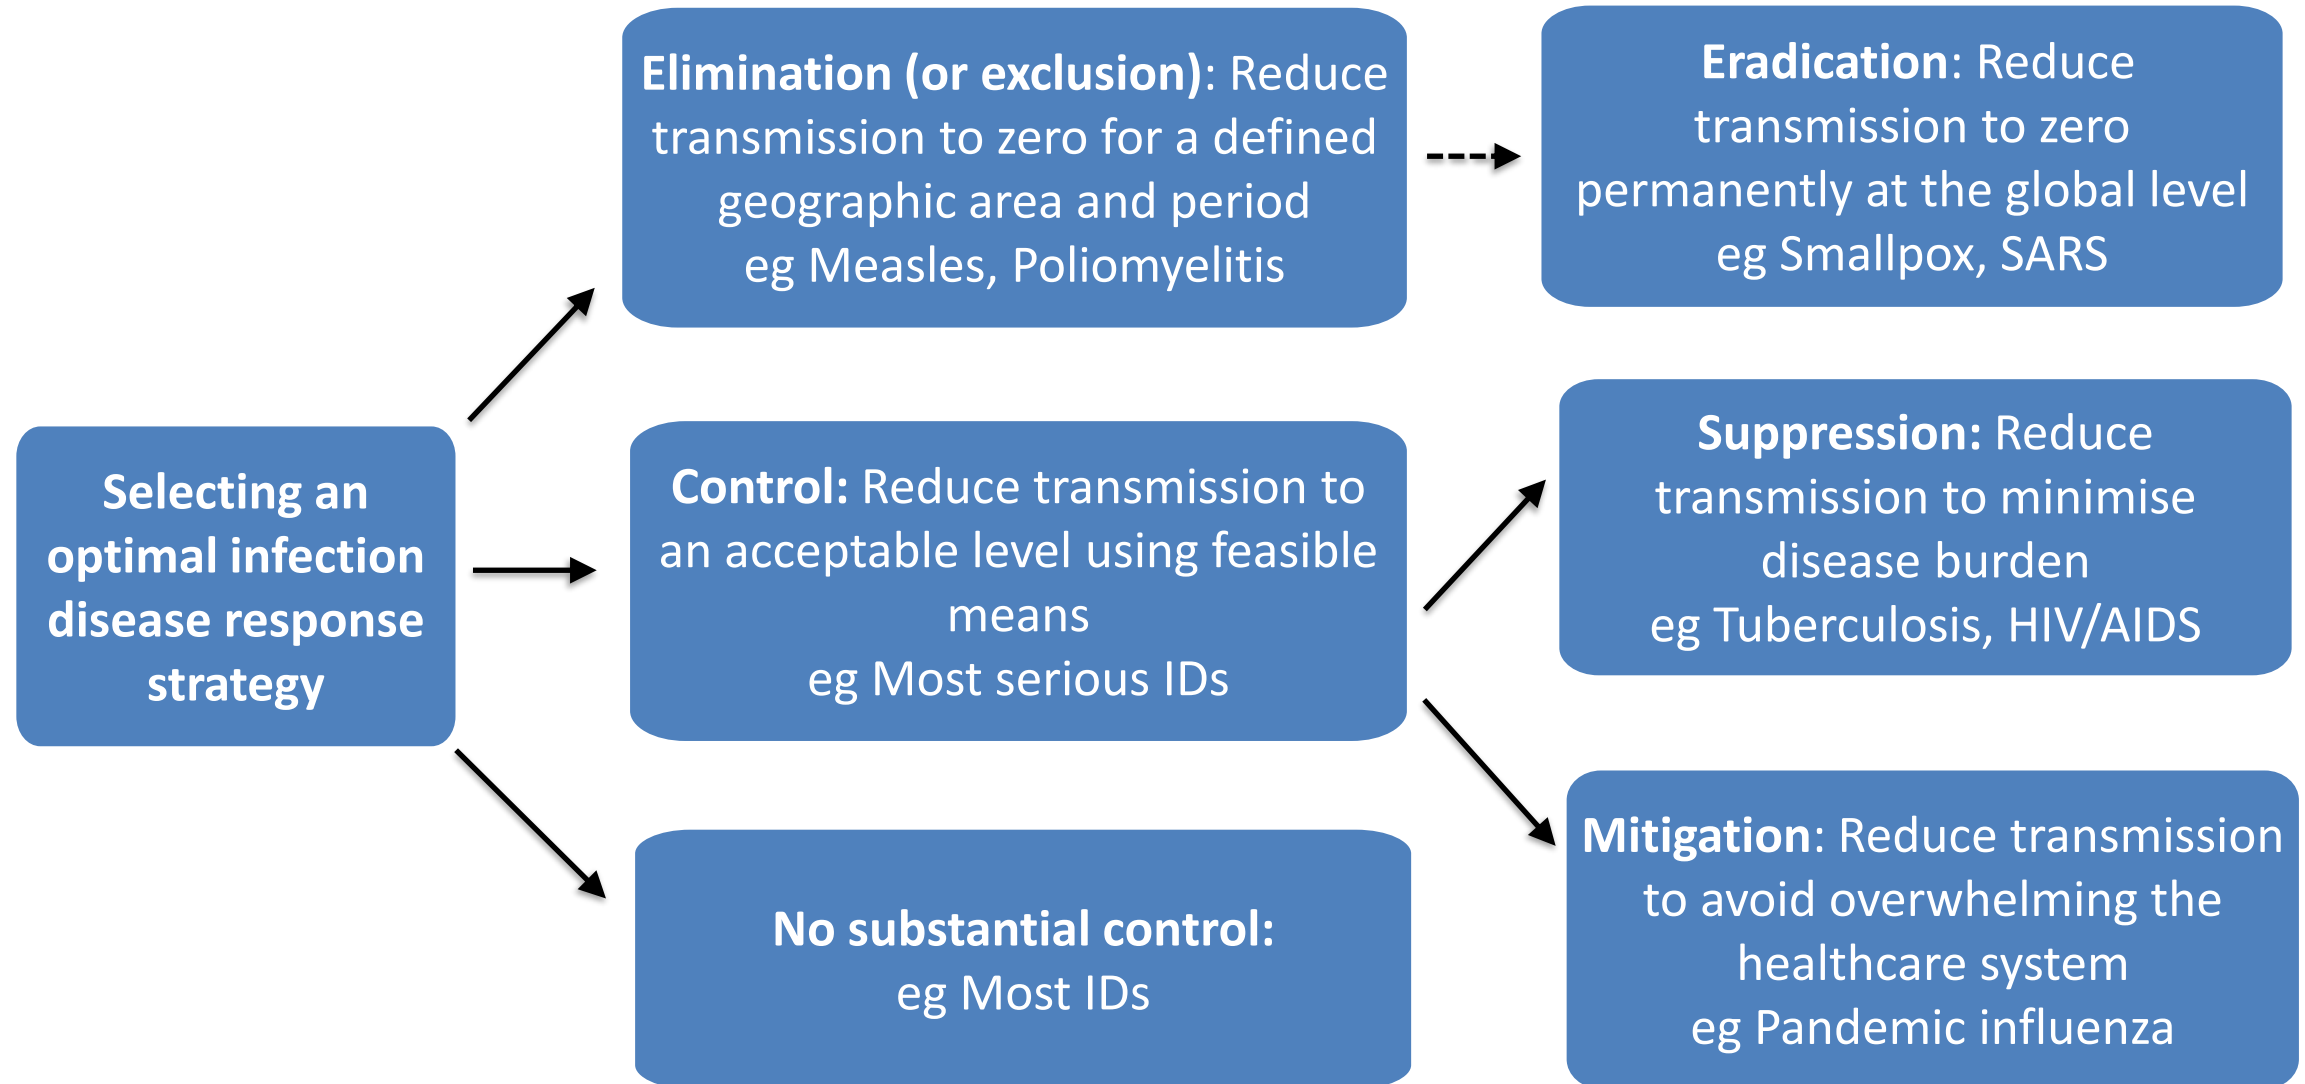 Elimination (or exclusion): Reduce
transmission to zero for a defined
geographic area and period
eg Measles, Poliomyelitis
Eradication: Reduce
transmission to zero
permanently at the global level
eg Smallpox, SARS
Selecting an
optimal infection
disease response
strategy
Control: Reduce transmission to
an acceptable level using feasible
means
eg Most serious IDs
Suppression: Reduce
transmission to minimise
disease burden
eg Tuberculosis, HIV/AIDS
No substantial control:
eg Most IDs
Mitigation: Reduce transmission
to avoid overwhelming the
healthcare system
eg Pandemic influenza